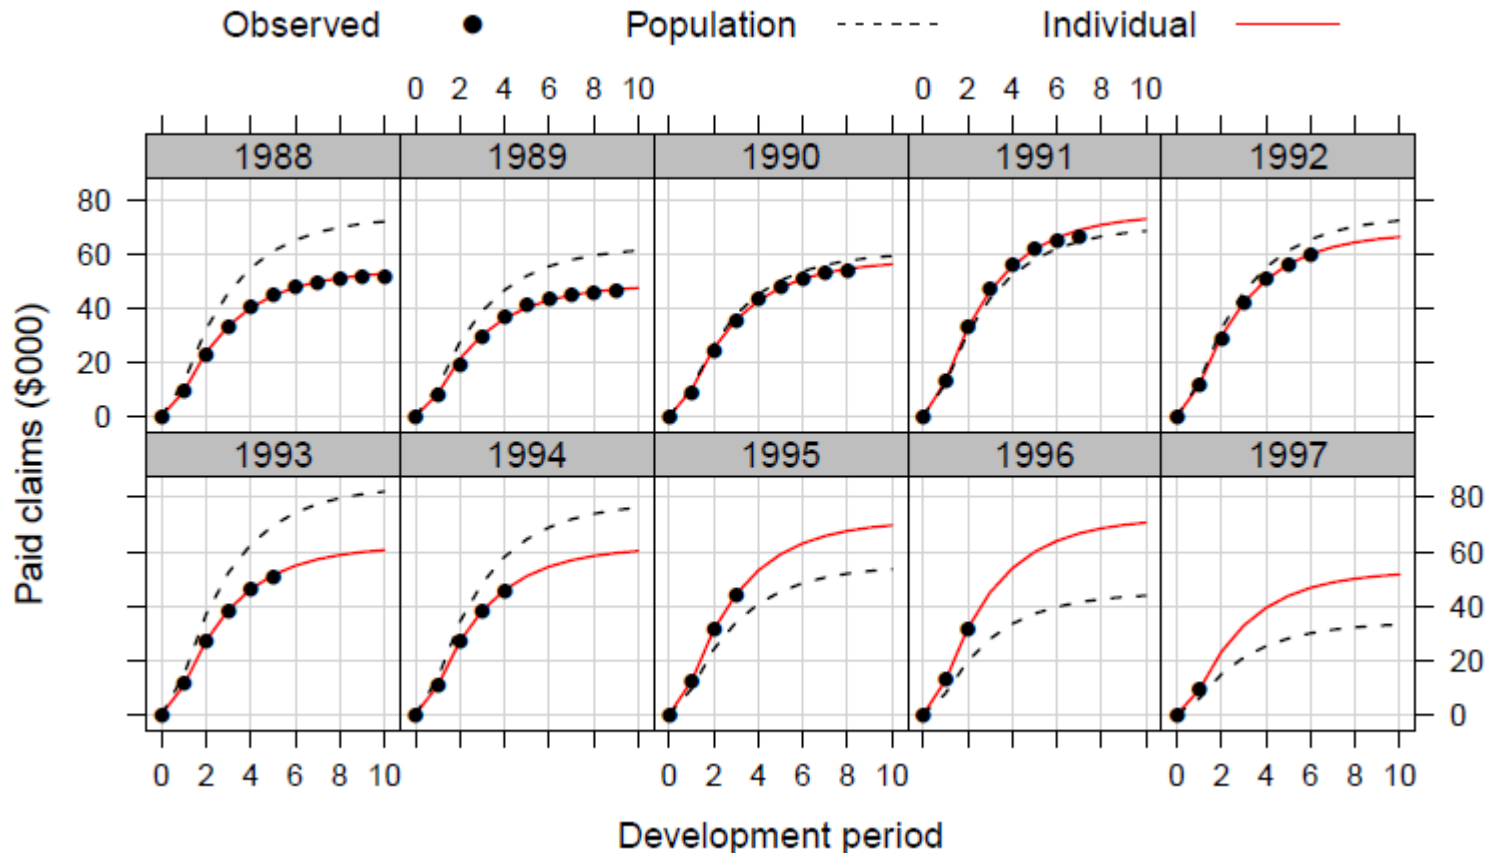 Observed Population Individual
0 2 4 6 8 10 0 2 4 6 8 10
1988 1989 1990 1991 1992
80
60
40
20
0
1993 1994 1995 1996 1997
80
60
40
20
0
0 2 4 6 8 10 0 2 4 6 8 10 0 2 4 6 8 10
Paid claims ($000)
Development period